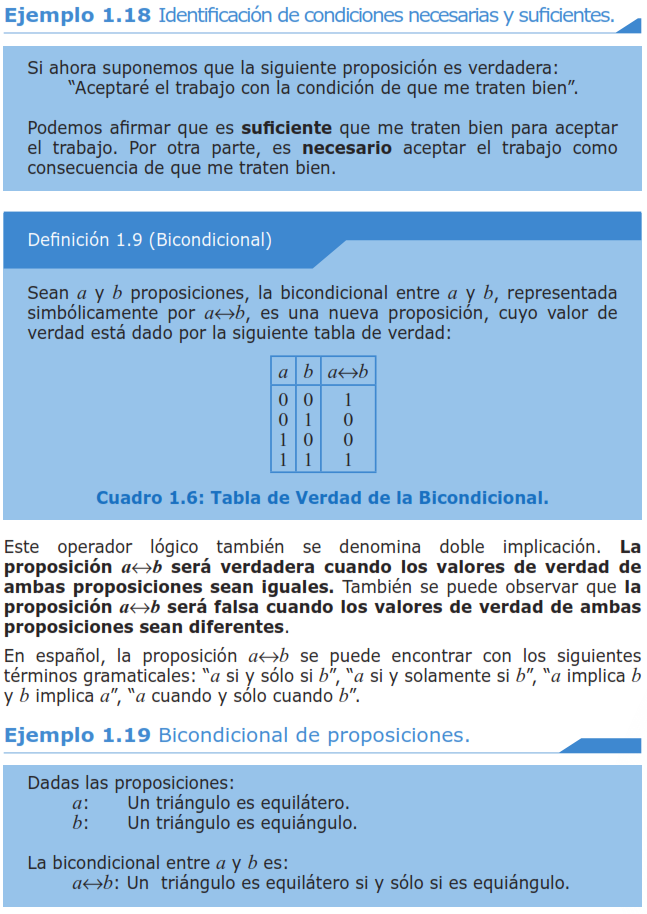 Ejemplo 1.18 Identificación de condiciones necesarias y suficientes.
Si ahora suponemos que la siguiente proposición es verdadera:
“Aceptaré el trabajo con la condición de que me traten bien”.
Podemos afirmar que es suficiente que me traten bien para aceptar
el trabajo. Por otra parte, es necesario aceptar el trabajo como
consecuencia de que me traten bien.
Definición 1.9 (Bicondicional)
Sean a y b proposiciones, la bicondicional entre a y b, representada
simbólicamente por a↔b, es una nueva proposición, cuyo valor de
verdad está dado por la siguiente tabla de verdad:
a b a↔b
0 0 1
0 1 0
1 0 0
1 1 1
Cuadro 1.6: Tabla de Verdad de la Bicondicional.
Este operador lógico también se denomina doble implicación. La
proposición a↔b será verdadera cuando los valores de verdad de
ambas proposiciones sean iguales. También se puede observar que la
proposición a↔b será falsa cuando los valores de verdad de ambas
proposiciones sean diferentes.
En español, la proposición a↔b se puede encontrar con los siguientes
términos gramaticales: “a si y sólo si b”, “a si y solamente si b”, “a implica b
y b implica a”, “a cuando y sólo cuando b”.
Ejemplo 1.19 Bicondicional de proposiciones.
Dadas las proposiciones:
a: Un triángulo es equilátero.
b: Un triángulo es equiángulo.
La bicondicional entre a y b es:
a↔b: Un triángulo es equilátero si y sólo si es equiángulo.